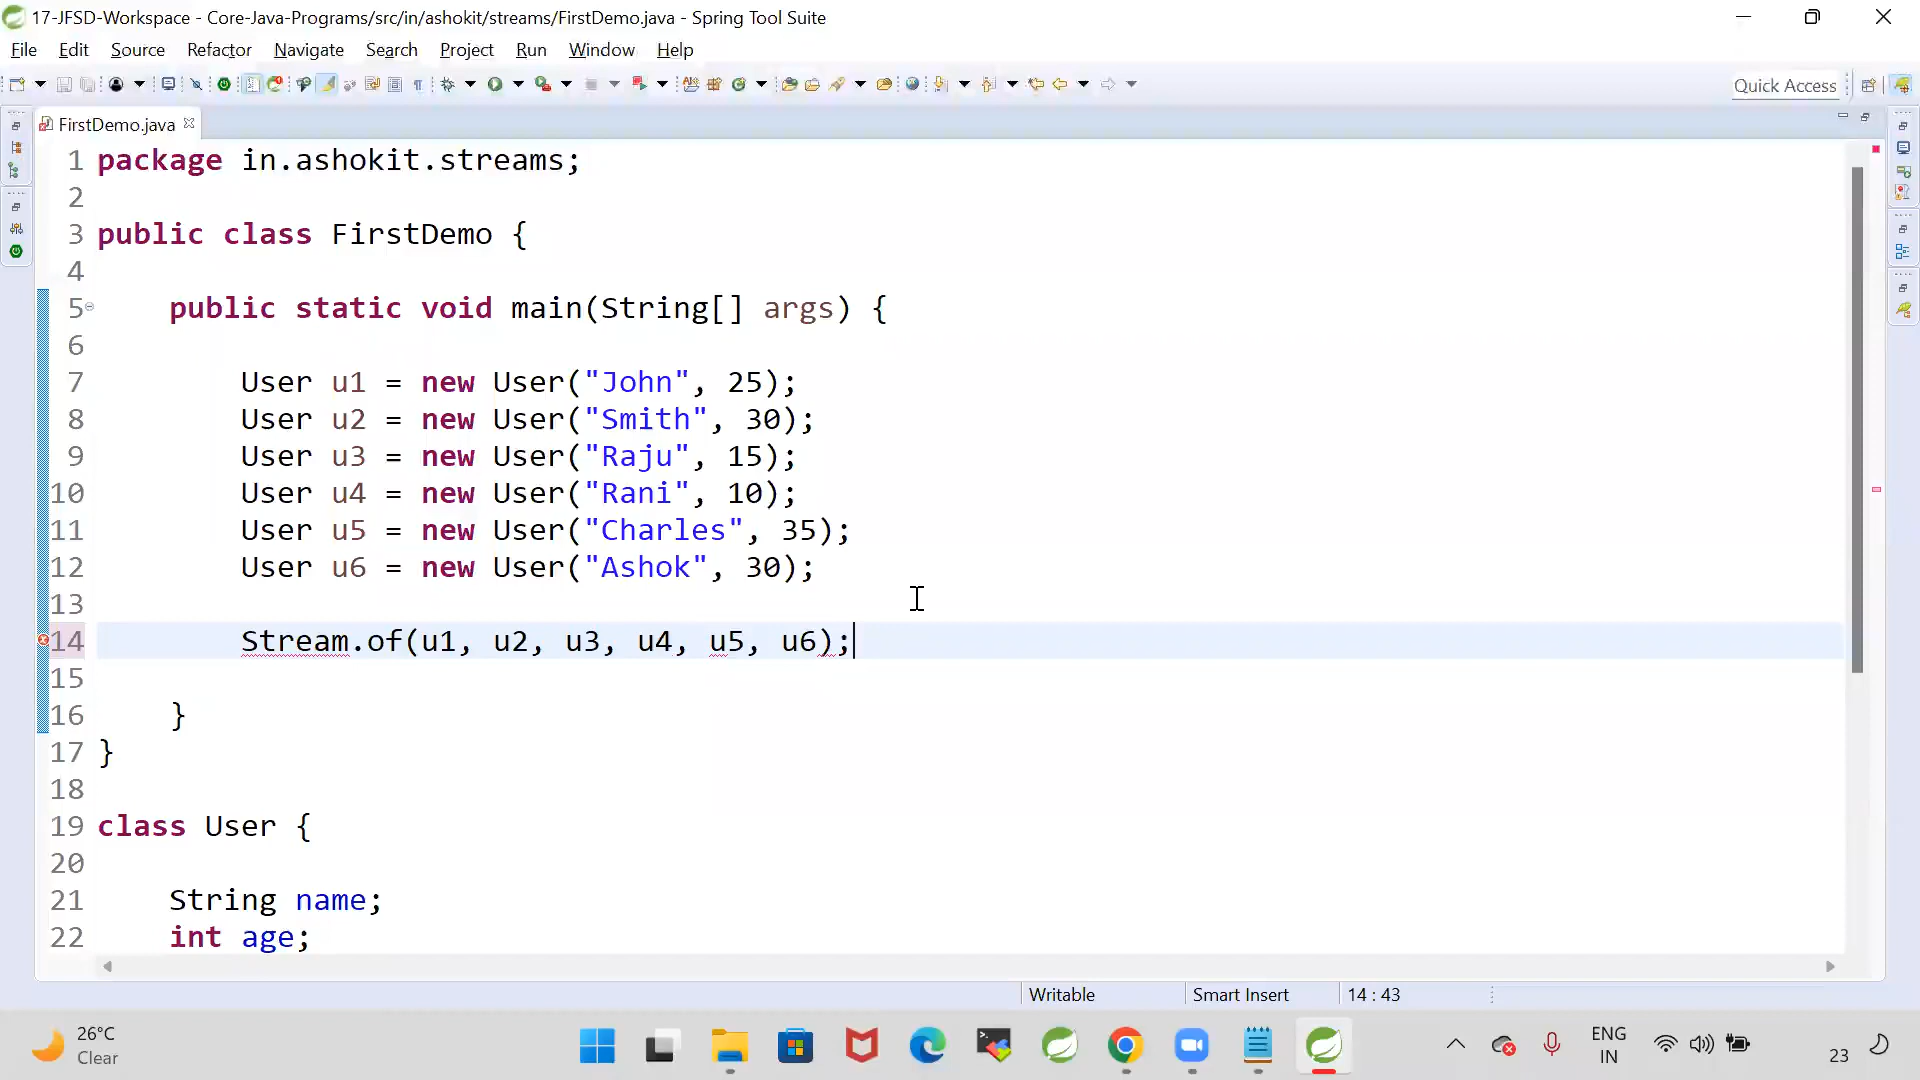 17-JFSD-Workspace - Core-Java-Programs/src/in/ashokit/streams/FirstDemo.java - Spring Tool Suite
File Edit Source Refactor Navigate Search Project Run Window Help
Quick Access
FirstDemo.java
1 package in.ashokit.streams;
2
3 public class FirstDemo {
4
5 public static void main(String[] args) {
6
7 User u1 = new User("John", 25);
8 User u2 = new User("Smith", 30);
9 User u3 = new User("Raju", 15);
10 User u4 = new User("Rani", 10);
11 User u5 = new User("Charles", 35);
12 User u6 = new User("Ashok", 30);
13
14 Stream.of(u1, u2, u3, u4, u5, u6);
15
16 }
17 }
18
19 class User {
20
21 String name;
22 int age;
Writable Smart Insert 14 : 43
26°C
Clear
ENG
IN
23